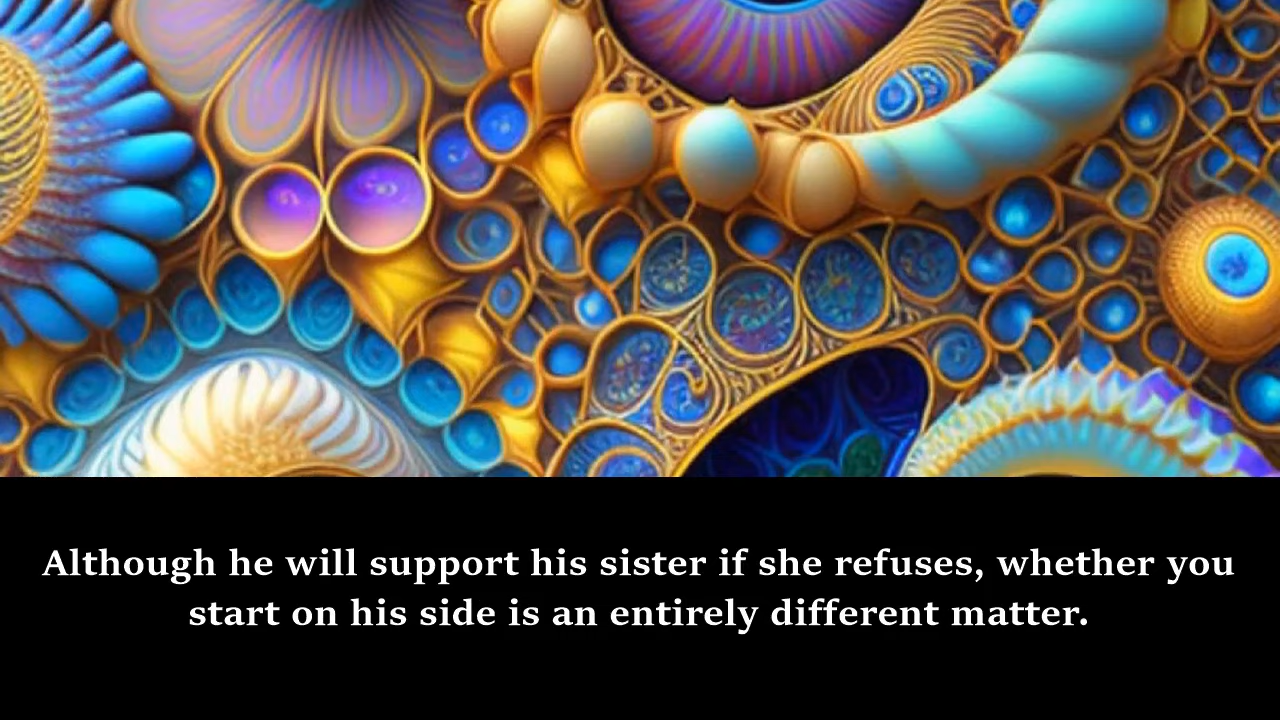 Although he will support his sister if she refuses, whether you
start on his side is an entirely different matter.